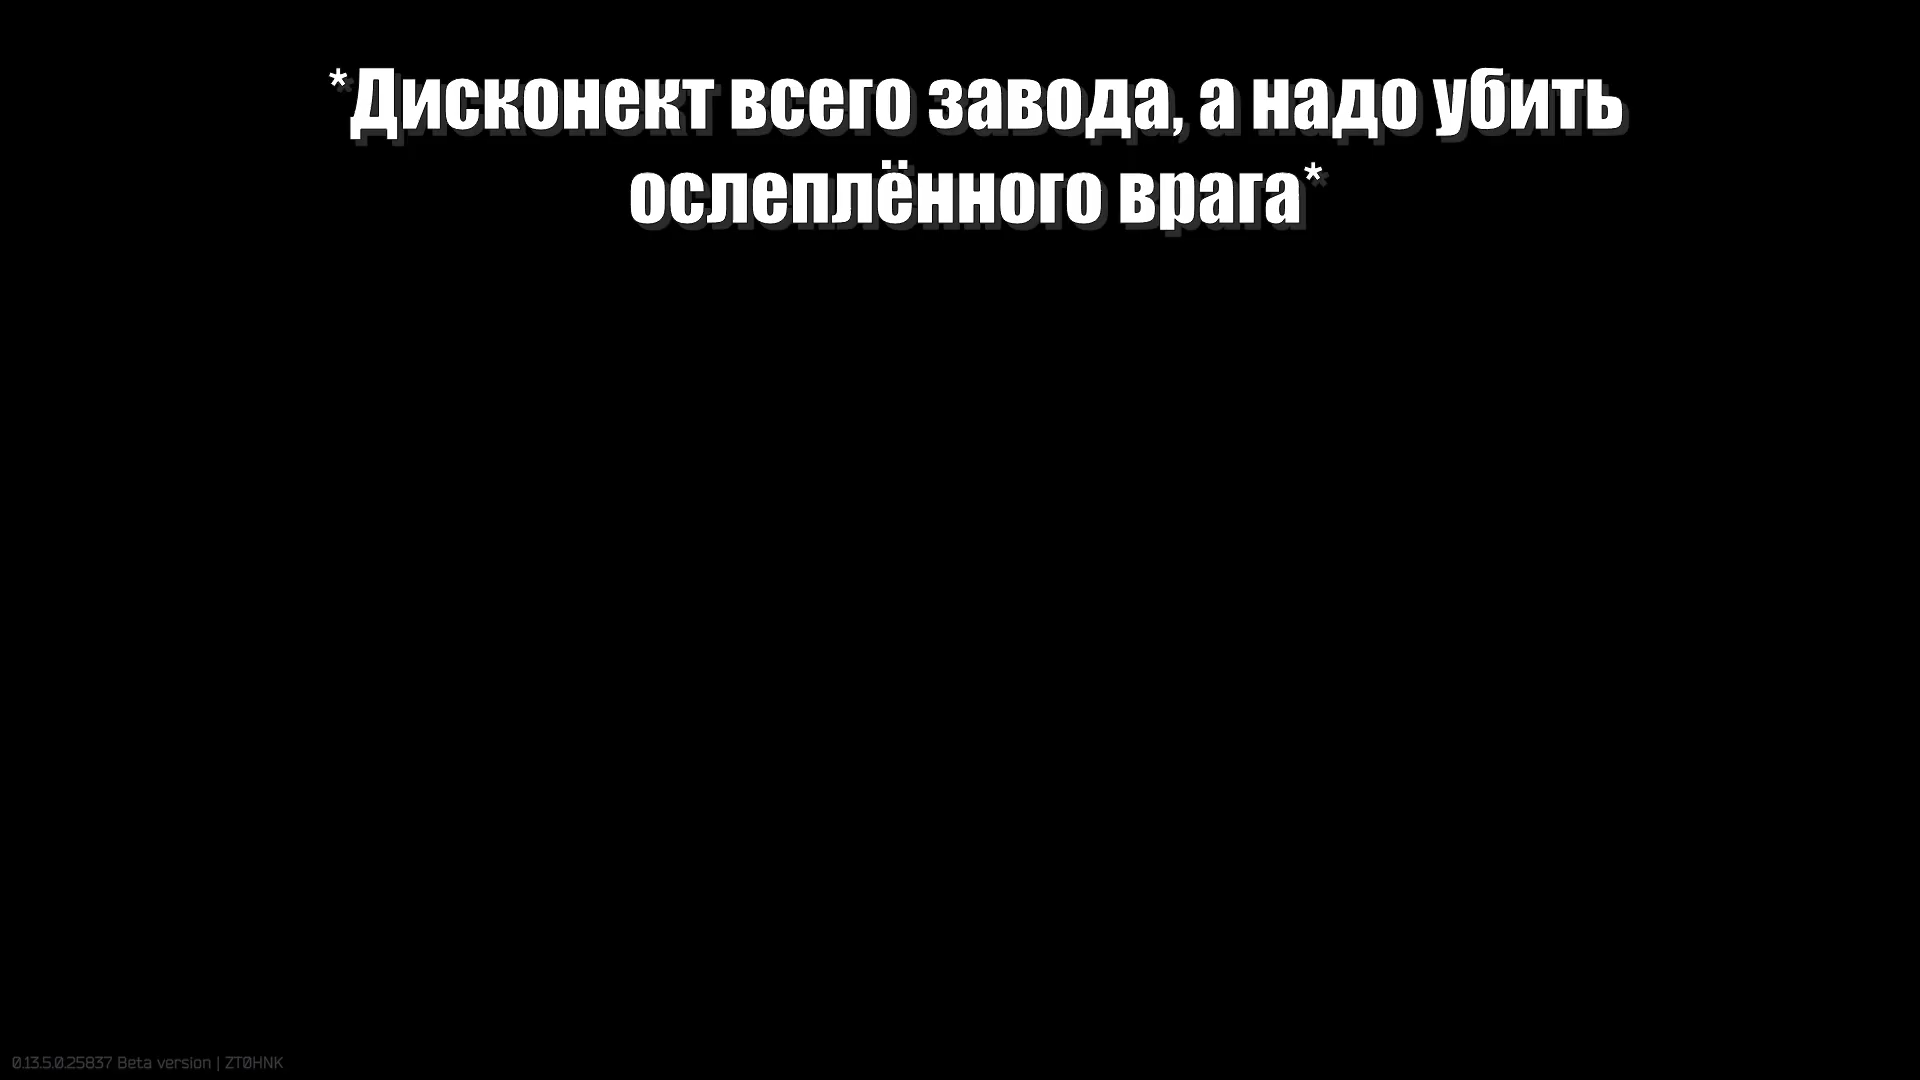 *Дисконект всего завода, а надо убить
ослеплённого врага*
0.13.5.0.25837 Beta version | ZT0HNK